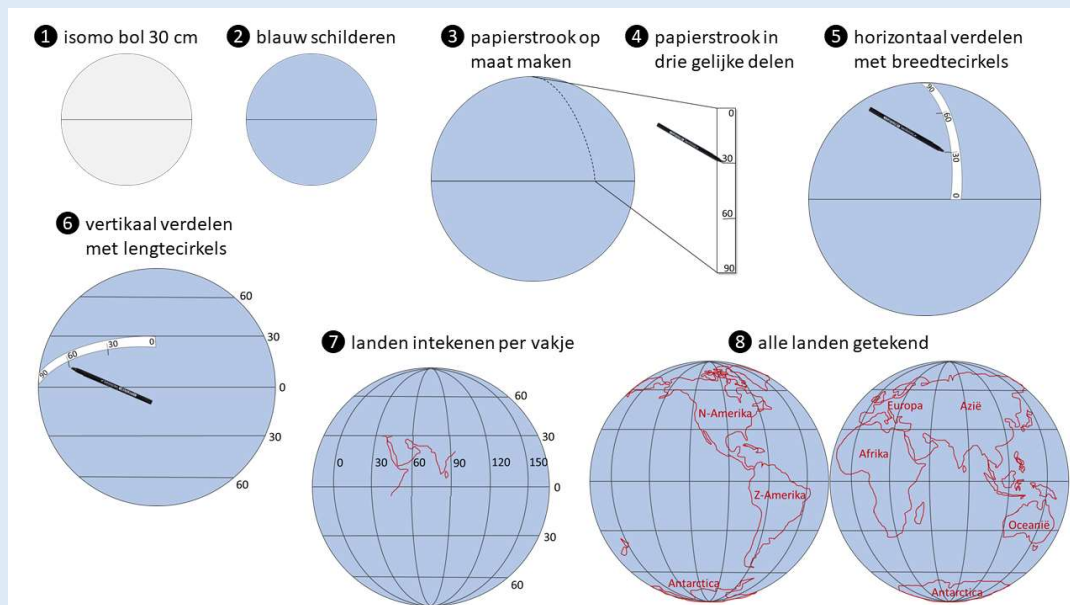 1 isomo bol 30 cm
2 blauw schilderen
3 papierstrook op
maat maken
4 papierstrook in
drie gelijke delen
0
30
60
90
5 horizontaal verdelen
met breedtecirkels
90
60
30
0
6 vertikaal verdelen
met lengtecirkels
60
30
0
30
60
90
60
30
0
7 landen intekenen per vakje
60
30
0 30 60 90 120 150
0
30
60
8 alle landen getekend
N-Amerika
Z-Amerika
Antarctica
Europa Azië
Afrika
Oceanië
Antarctica